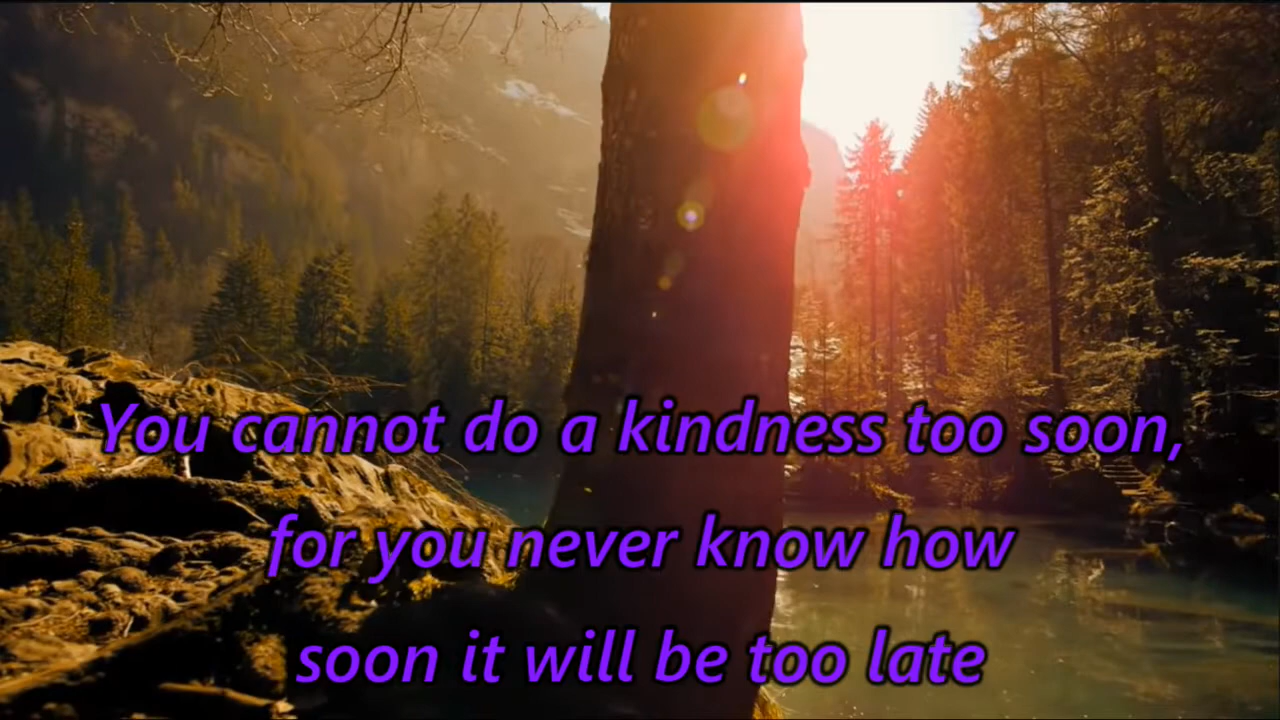 You cannot do a kindness too soon,
for you never know how
soon it will be too late